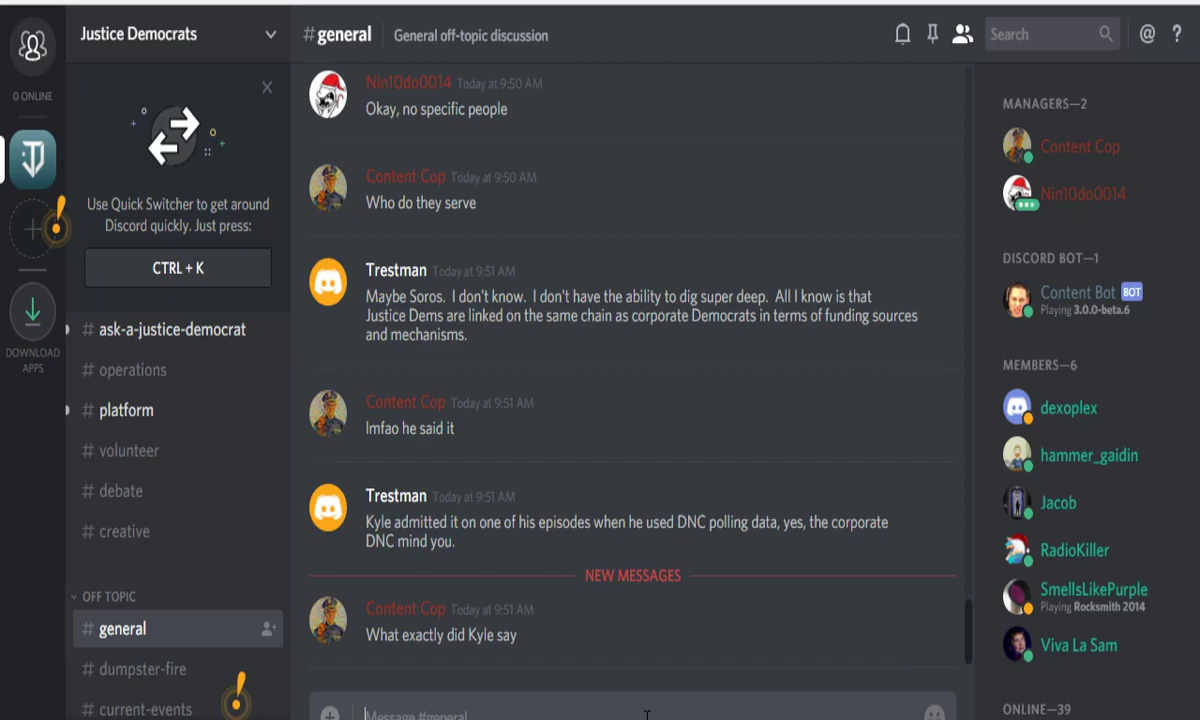 Justice Democrats
#general
General off-topic discussion
Search
@
?
0 ONLINE
Use Quick Switcher to get around
Discord quickly. Just press:
CTRL + K
DOWNLOAD
APPS
# ask-a-justice-democrat
# operations
# platform
# volunteer
# debate
# creative
OFF TOPIC
# general
# dumpster-fire
# current-events
Nin10do0014 Today at 9:50 AM
Okay, no specific people
Content Cop Today at 9:50 AM
Who do they serve
Trestman Today at 9:51 AM
Maybe Soros. I don't know. I don't have the ability to dig super deep. All I know is that
Justice Dems are linked on the same chain as corporate Democrats in terms of funding sources
and mechanisms.
Content Cop Today at 9:51 AM
lmfao he said it
Trestman Today at 9:51 AM
Kyle admitted it on one of his episodes when he used DNC polling data, yes, the corporate
DNC mind you.
NEW MESSAGES
Content Cop Today at 9:51 AM
What exactly did Kyle say
Message #general
MANAGERS—2
Content Cop
Nin10do0014
DISCORD BOT—1
Content Bot BOT
Playing 3.0.0-beta.6
MEMBERS—6
dexoplex
hammer_gaidin
Jacob
RadioKiller
SmellsLikePurple
Playing Rocksmith 2014
Viva La Sam
ONLINE—39